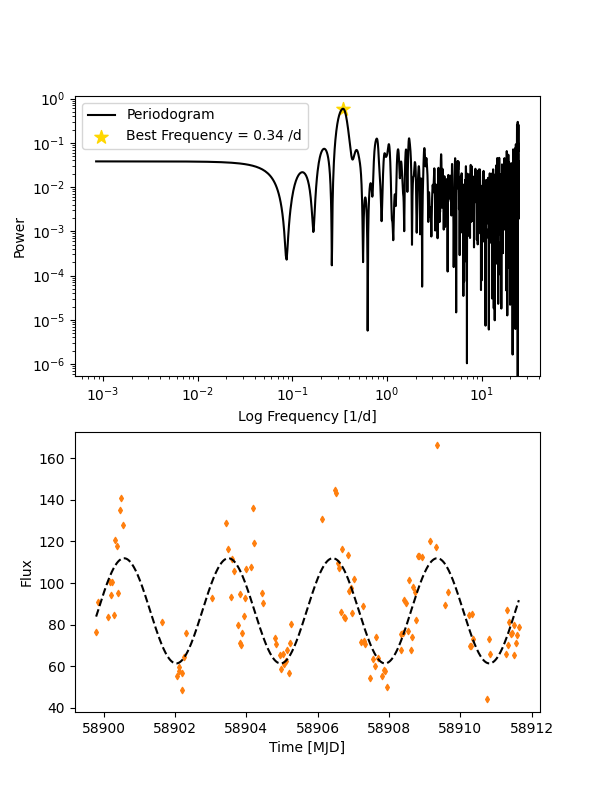 10⁰
10⁻¹
10⁻²
10⁻³
10⁻⁴
10⁻⁵
10⁻⁶
Power
Periodogram
Best Frequency = 0.34 /d
10⁻³ 10⁻² 10⁻¹ 10⁰ 10¹
Log Frequency [1/d]
160
140
120
100
80
60
40
Flux
58900 58902 58904 58906 58908 58910 58912
Time [MJD]